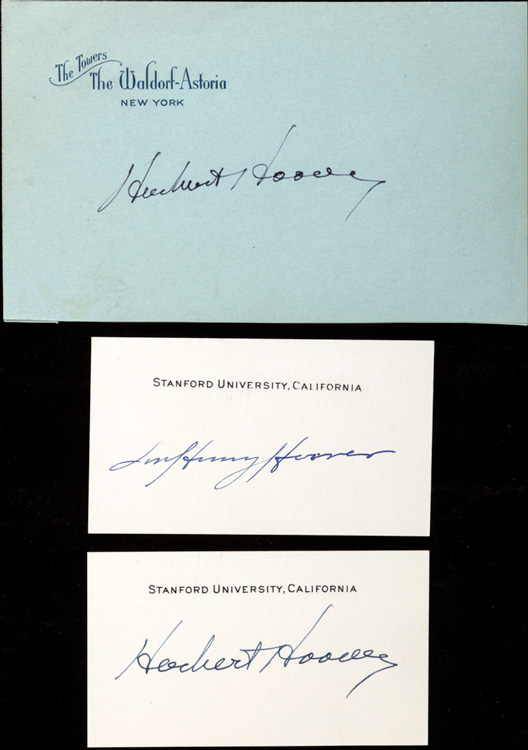 The Towers
The Waldorf-Astoria
NEW YORK
Herbert Hoover
STANFORD UNIVERSITY, CALIFORNIA
Lou Henry Hoover
STANFORD UNIVERSITY, CALIFORNIA
Herbert Hoover